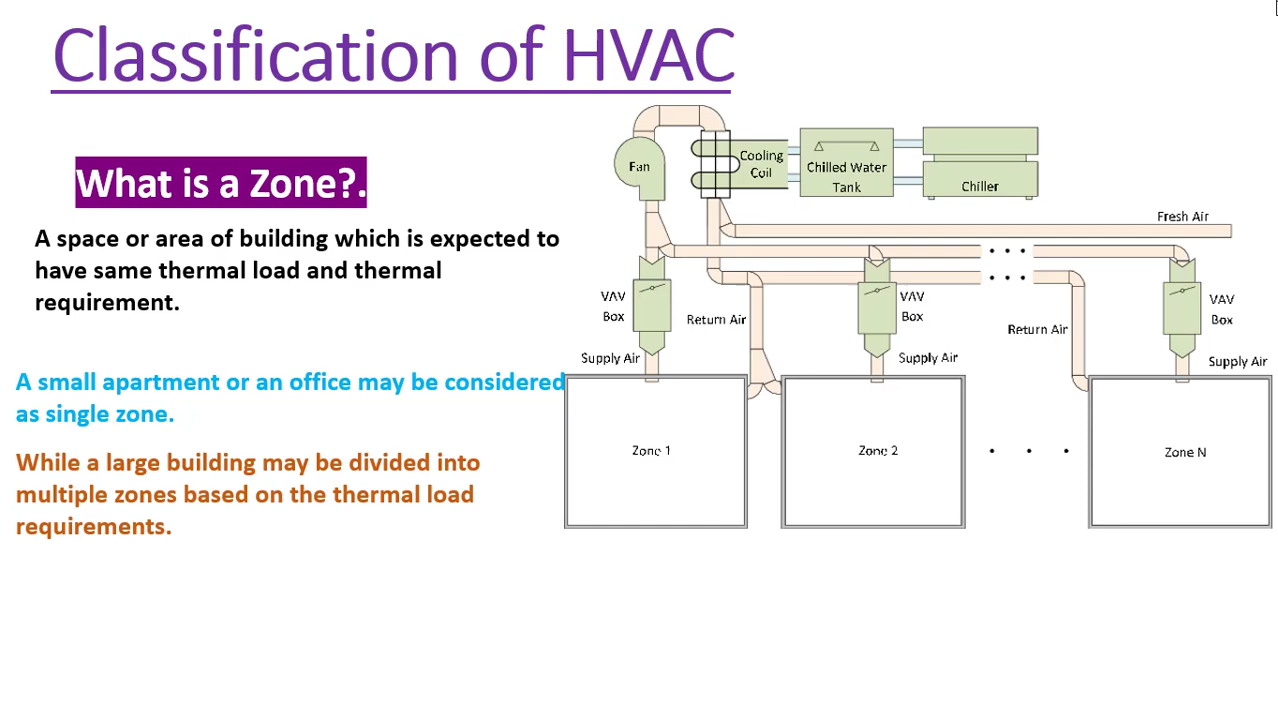 Classification of HVAC
What is a Zone?.
A space or area of building which is expected to
have same thermal load and thermal
requirement.
A small apartment or an office may be considered
as single zone.
While a large building may be divided into
multiple zones based on the thermal load
requirements.
Fan
Cooling
Coil
Chilled Water
Tank
Chiller
Fresh Air
VAV
Box
Return Air
VAV
Box
Return Air
VAV
Box
Supply Air
Supply Air
Supply Air
Zone 1
Zone 2
Zone N